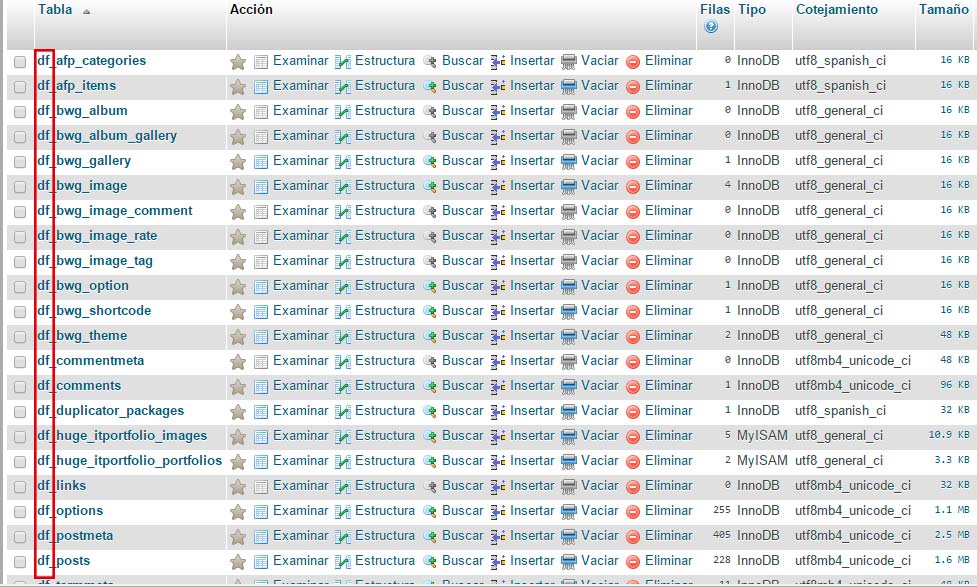 Tabla Acción Filas Tipo Cotejamiento Tamaño
df_afp_categories Examinar Estructura Buscar Insertar Vaciar Eliminar 0 InnoDB utf8_spanish_ci 16 KB
df_afp_items Examinar Estructura Buscar Insertar Vaciar Eliminar 1 InnoDB utf8_spanish_ci 16 KB
df_bwg_album Examinar Estructura Buscar Insertar Vaciar Eliminar 0 InnoDB utf8_general_ci 16 KB
df_bwg_album_gallery Examinar Estructura Buscar Insertar Vaciar Eliminar 0 InnoDB utf8_general_ci 16 KB
df_bwg_gallery Examinar Estructura Buscar Insertar Vaciar Eliminar 1 InnoDB utf8_general_ci 16 KB
df_bwg_image Examinar Estructura Buscar Insertar Vaciar Eliminar 4 InnoDB utf8_general_ci 16 KB
df_bwg_image_comment Examinar Estructura Buscar Insertar Vaciar Eliminar 0 InnoDB utf8_general_ci 16 KB
df_bwg_image_rate Examinar Estructura Buscar Insertar Vaciar Eliminar 0 InnoDB utf8_general_ci 16 KB
df_bwg_image_tag Examinar Estructura Buscar Insertar Vaciar Eliminar 0 InnoDB utf8_general_ci 16 KB
df_bwg_option Examinar Estructura Buscar Insertar Vaciar Eliminar 1 InnoDB utf8_general_ci 16 KB
df_bwg_shortcode Examinar Estructura Buscar Insertar Vaciar Eliminar 1 InnoDB utf8_general_ci 16 KB
df_bwg_theme Examinar Estructura Buscar Insertar Vaciar Eliminar 2 InnoDB utf8_general_ci 48 KB
df_commentmeta Examinar Estructura Buscar Insertar Vaciar Eliminar 0 InnoDB utf8mb4_unicode_ci 48 KB
df_comments Examinar Estructura Buscar Insertar Vaciar Eliminar 1 InnoDB utf8mb4_unicode_ci 96 KB
df_duplicator_packages Examinar Estructura Buscar Insertar Vaciar Eliminar 1 InnoDB utf8_spanish_ci 32 KB
df_huge_itportfolio_images Examinar Estructura Buscar Insertar Vaciar Eliminar 5 MyISAM utf8_general_ci 10.9 KB
df_huge_itportfolio_portfolios Examinar Estructura Buscar Insertar Vaciar Eliminar 2 MyISAM utf8_general_ci 3.3 KB
df_links Examinar Estructura Buscar Insertar Vaciar Eliminar 0 InnoDB utf8mb4_unicode_ci 32 KB
df_options Examinar Estructura Buscar Insertar Vaciar Eliminar 255 InnoDB utf8mb4_unicode_ci 1.1 MB
df_postmeta Examinar Estructura Buscar Insertar Vaciar Eliminar 405 InnoDB utf8mb4_unicode_ci 2.5 MB
df_posts Examinar Estructura Buscar Insertar Vaciar Eliminar 228 InnoDB utf8mb4_unicode_ci 1.6 MB